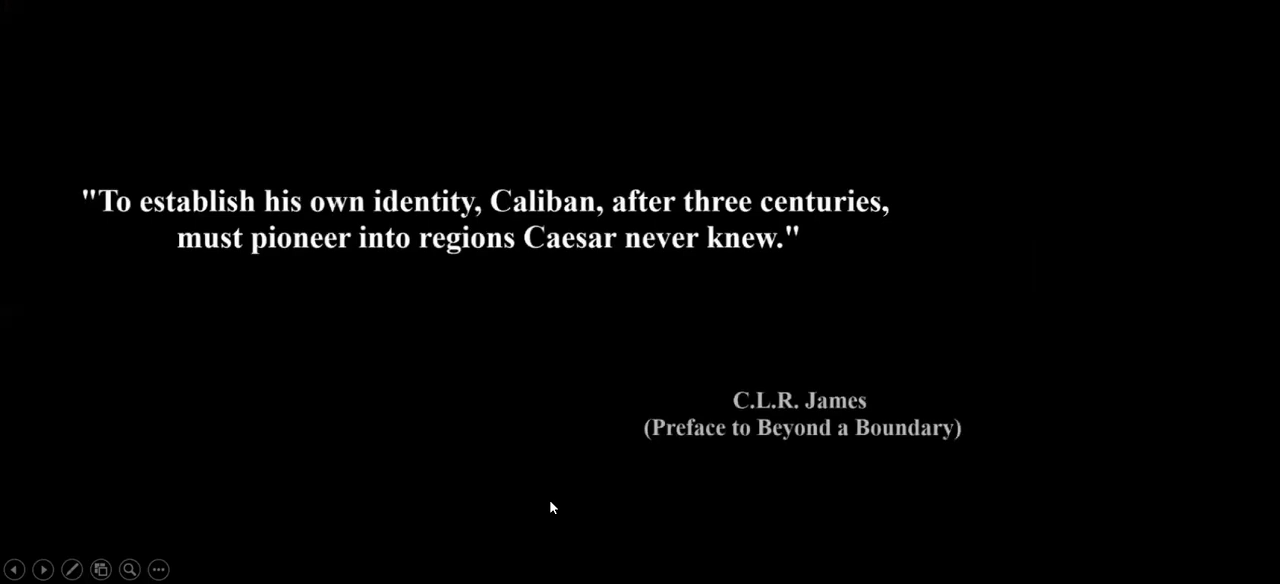 "To establish his own identity, Caliban, after three centuries,
must pioneer into regions Caesar never knew."
C.L.R. James
(Preface to Beyond a Boundary)